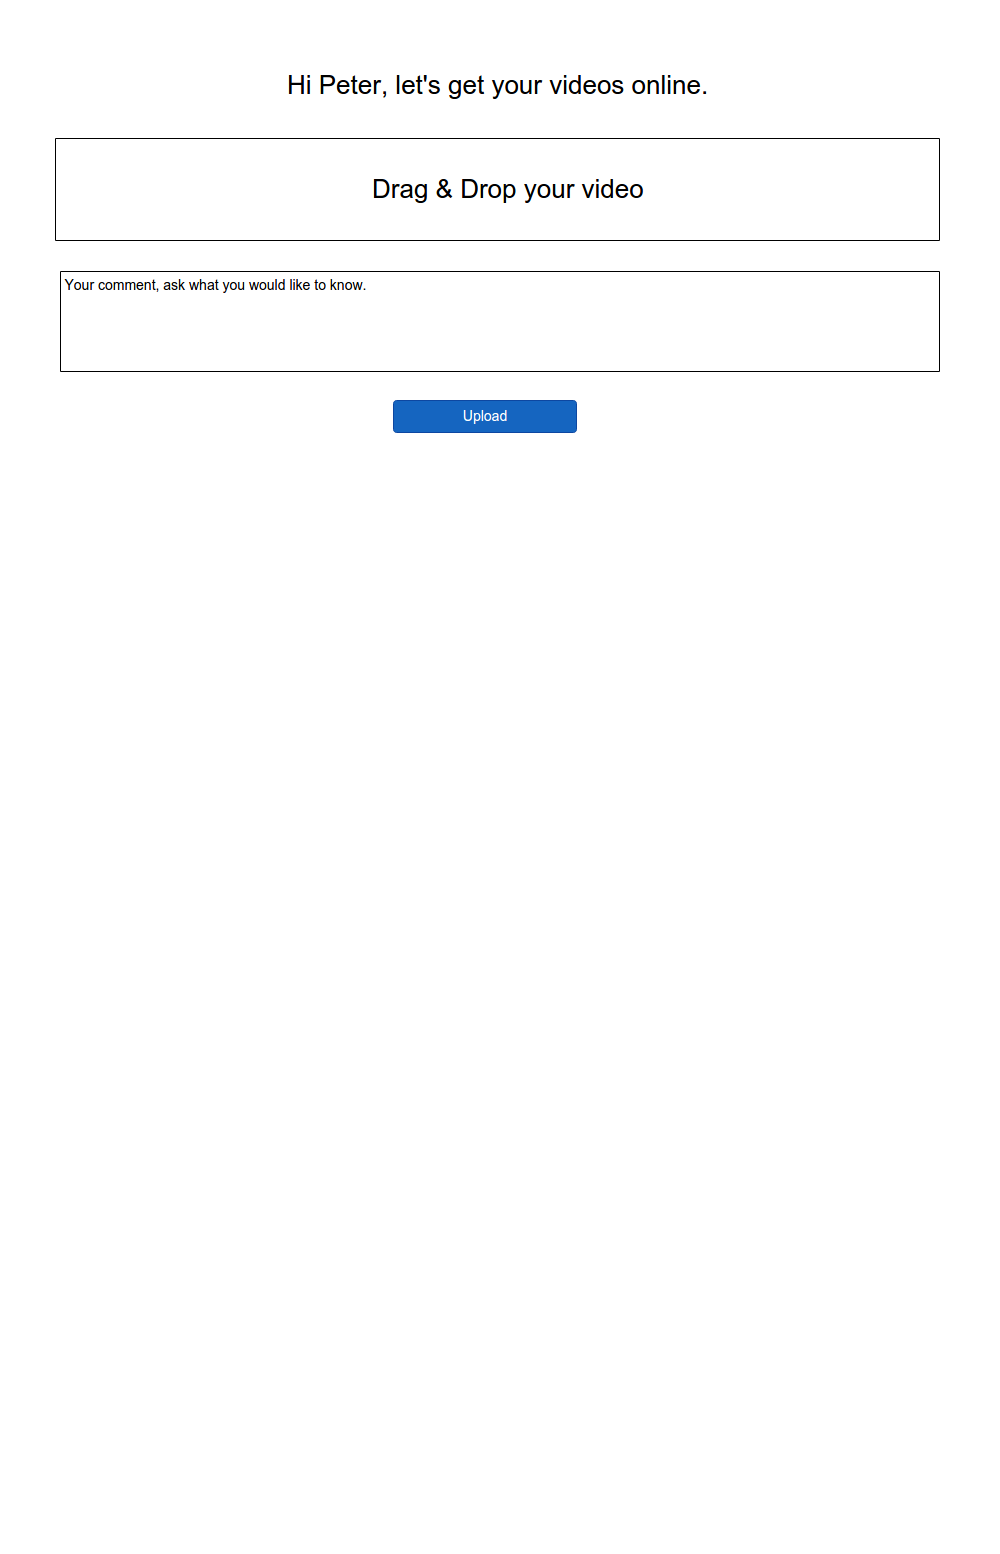 Hi Peter, let's get your videos online.
Drag & Drop your video
Your comment, ask what you would like to know.
Upload